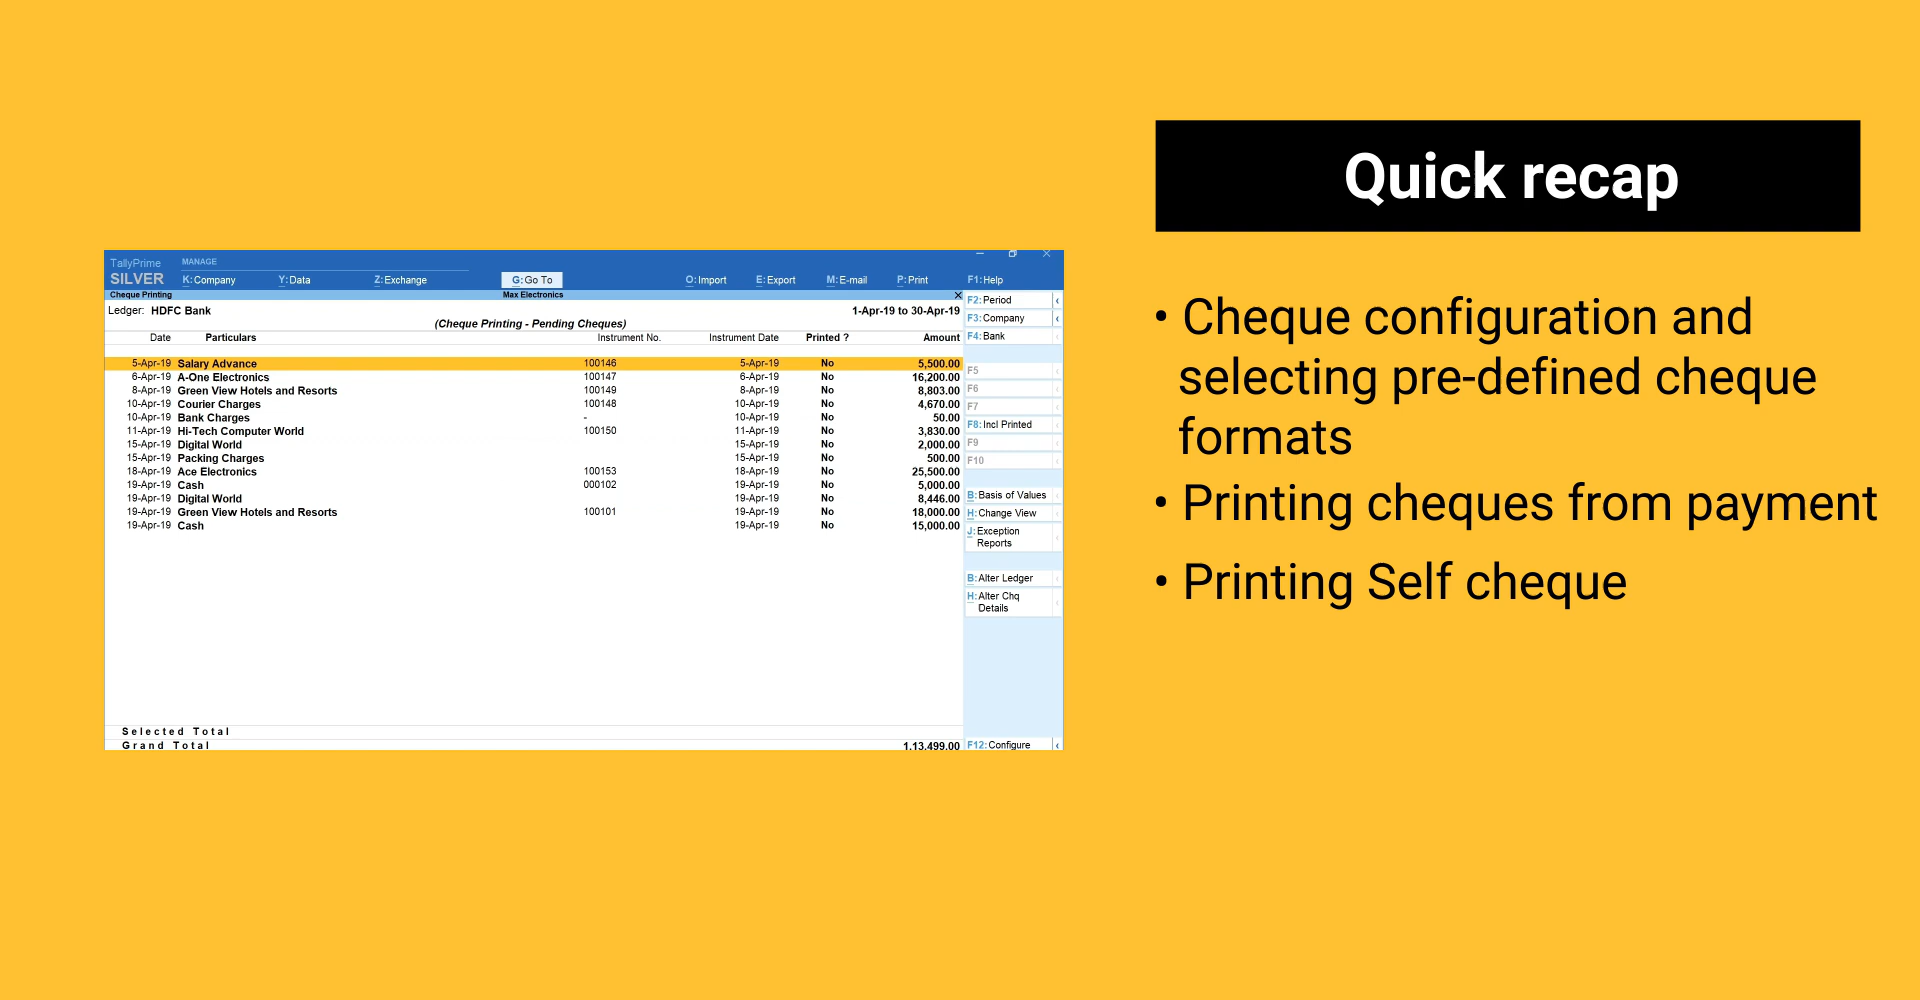 TallyPrime
SILVER
MANAGE
K:Company Y:Data Z:Exchange G:Go To O:Import E:Export M:E-mail P:Print F1:Help
Cheque Printing Max Electronics
Ledger: HDFC Bank 1-Apr-19 to 30-Apr-19
(Cheque Printing - Pending Cheques)
Date Particulars Instrument No. Instrument Date Printed ? Amount
5-Apr-19 Salary Advance 100146 5-Apr-19 No 5,500.00
6-Apr-19 A-One Electronics 100147 6-Apr-19 No 16,200.00
8-Apr-19 Green View Hotels and Resorts 100149 8-Apr-19 No 8,803.00
10-Apr-19 Courier Charges 100148 10-Apr-19 No 4,670.00
10-Apr-19 Bank Charges - 10-Apr-19 No 50.00
11-Apr-19 Hi-Tech Computer World 100150 11-Apr-19 No 3,830.00
15-Apr-19 Digital World 15-Apr-19 No 2,000.00
15-Apr-19 Packing Charges 15-Apr-19 No 500.00
18-Apr-19 Ace Electronics 100153 18-Apr-19 No 25,500.00
19-Apr-19 Cash 000102 19-Apr-19 No 5,000.00
19-Apr-19 Digital World 19-Apr-19 No 8,446.00
19-Apr-19 Green View Hotels and Resorts 100101 19-Apr-19 No 18,000.00
19-Apr-19 Cash 19-Apr-19 No 15,000.00
Selected Total
Grand Total 1,13,499.00
F2:Period
F3:Company
F4:Bank
F5
F6
F7
F8:Incl Printed
F9
F10
B:Basis of Values
H:Change View
J:Exception
Reports
B:Alter Ledger
H:Alter Chq
Details
F12:Configure
Quick recap
• Cheque configuration and
selecting pre-defined cheque
formats
• Printing cheques from payment
• Printing Self cheque